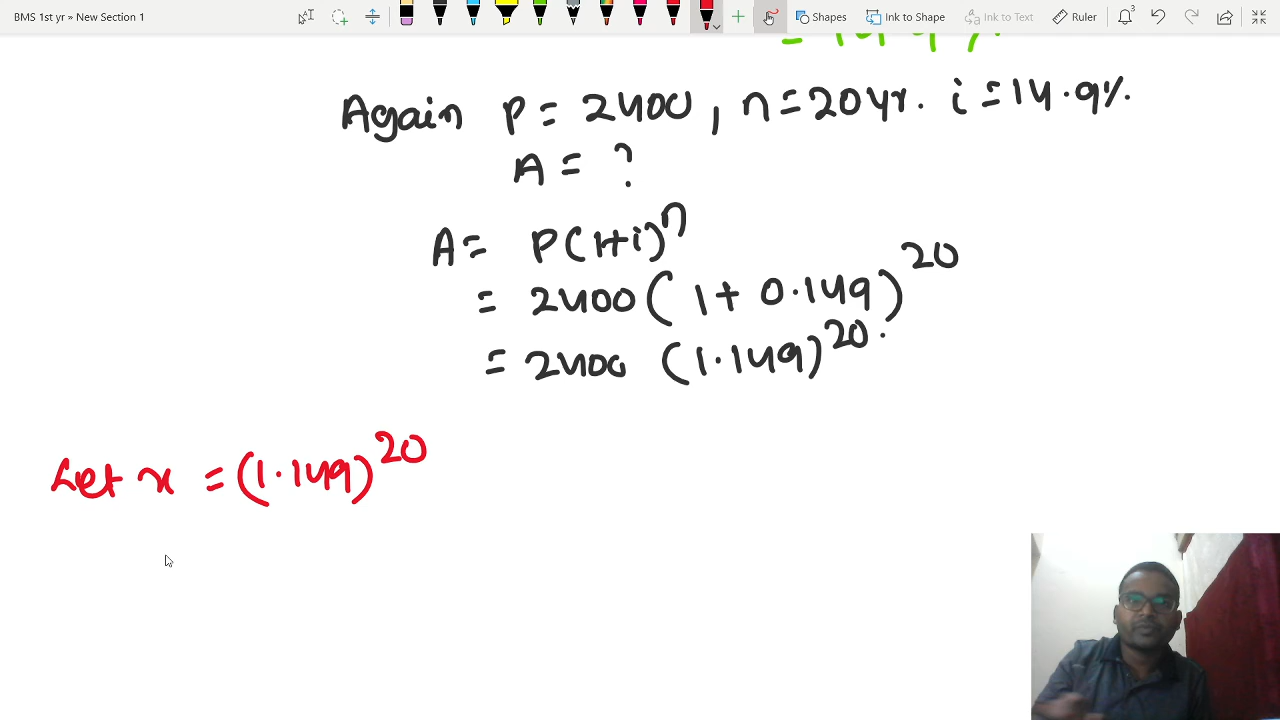 BMS 1st yr » New Section 1
Shapes Ink to Shape Ink to Text Ruler 3
Again P = 2400, n = 20 yr. i = 14.9%.
A = ?
A = P(1+i)^n
= 2400 (1 + 0.149)^20
= 2400 (1.149)^20.
Let x = (1.149)^20